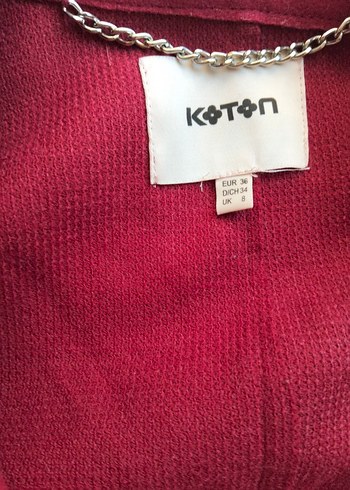 KOTON
EUR 36
D/CH 34
UK 8